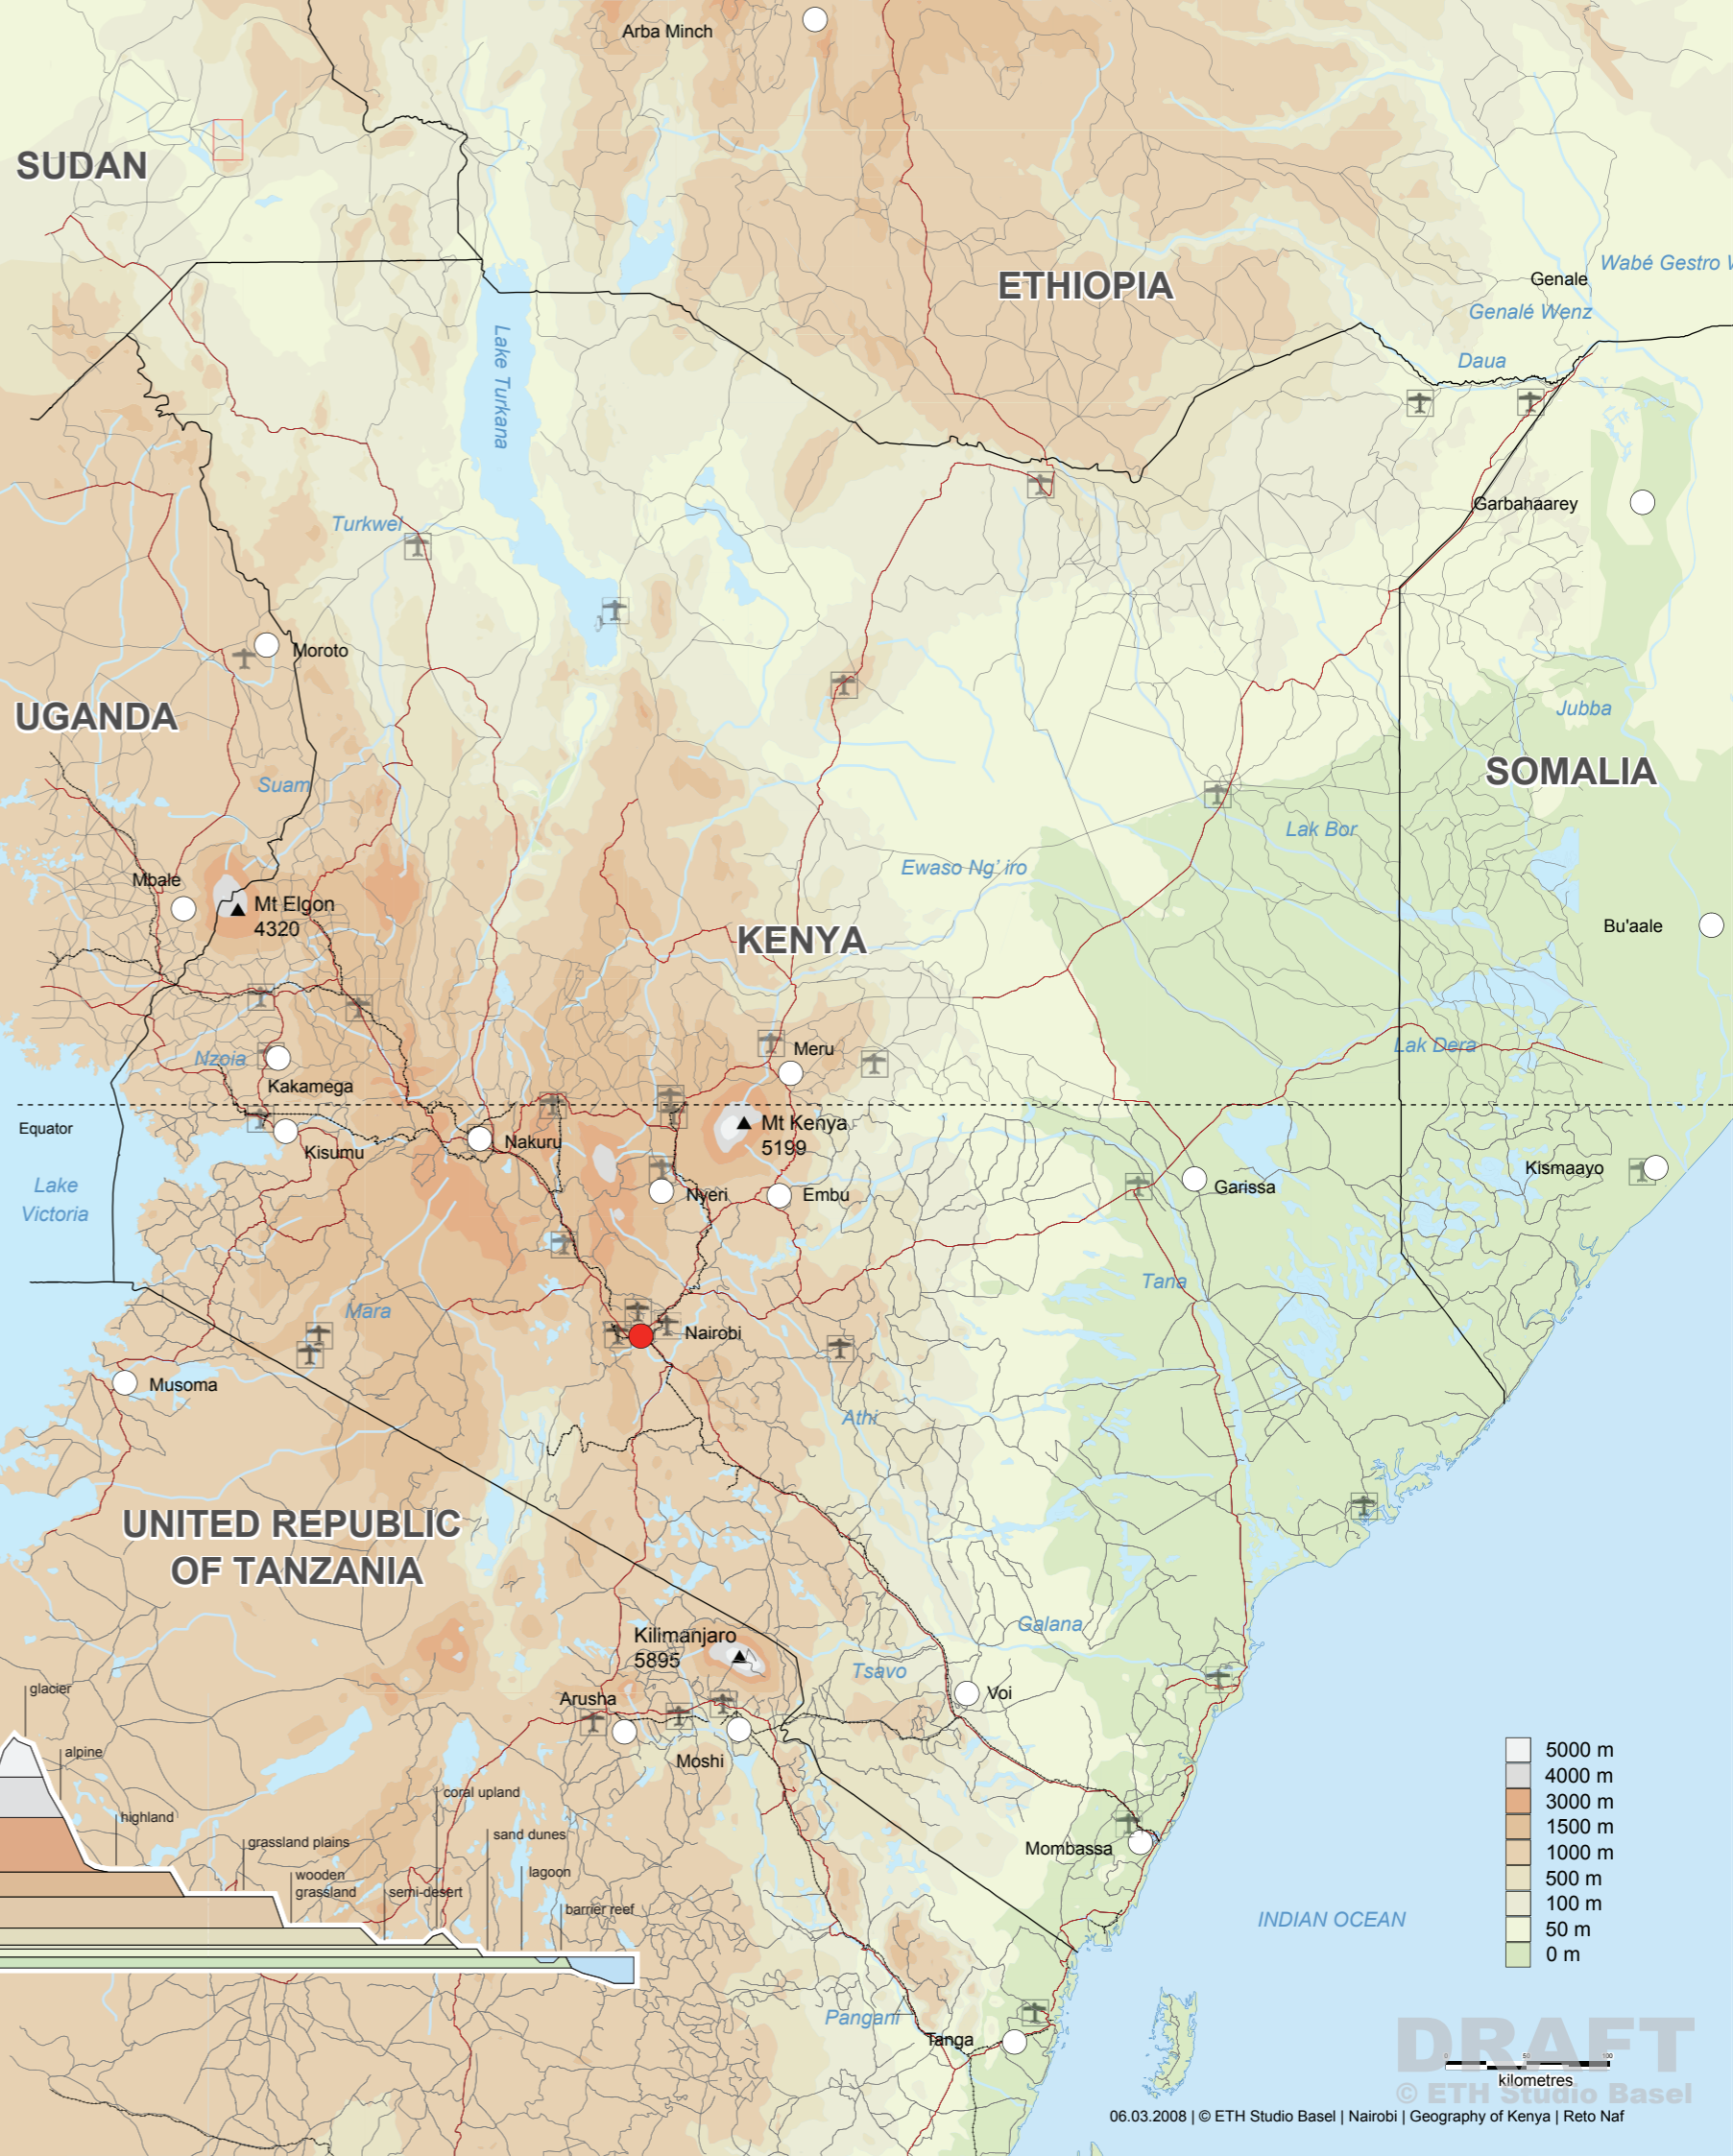 Arba Minch
SUDAN
ETHIOPIA
Genale
Wabé Gestro W
Genalé Wenz
Daua
Lake Turkana
Garbahaarey
Turkwel
Moroto
UGANDA
Jubba
SOMALIA
Suam
Lak Bor
Ewaso Ng' iro
Mbale
Mt Elgon
4320
KENYA
Bu'aale
Nzoia
Kakamega
Meru
Lak Dera
Equator
Mt Kenya
5199
Kisumu
Nakuru
Kismaayo
Lake
Victoria
Nyeri
Embu
Garissa
Tana
Mara
Nairobi
Musoma
Athi
UNITED REPUBLIC
OF TANZANIA
Galana
Kilimanjaro
5895
Tsavo
Voi
Arusha
Moshi
glacier
alpine
highland
grassland plains
wooden
grassland
semi-desert
coral upland
sand dunes
lagoon
barrier reef
Mombassa
INDIAN OCEAN
5000 m
4000 m
3000 m
1500 m
1000 m
500 m
100 m
50 m
0 m
Pangani
Tanga
DRAFT
0 50 100
kilometres
© ETH Studio Basel
06.03.2008 | © ETH Studio Basel | Nairobi | Geography of Kenya | Reto Naf